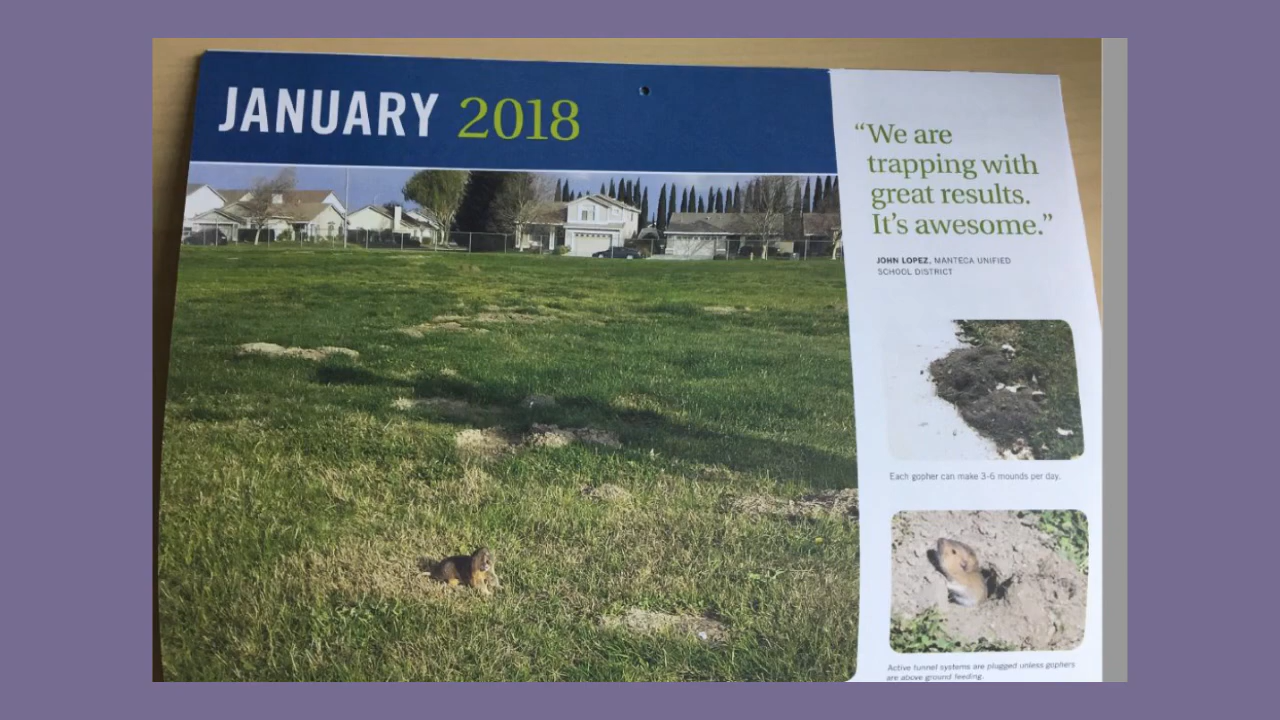 JANUARY 2018
“We are
trapping with
great results.
It’s awesome.”
JOHN LOPEZ, MANTECA UNIFIED
SCHOOL DISTRICT
Each gopher can make 3-6 mounds per day.
Active tunnel systems are plugged unless gophers
are above ground feeding.